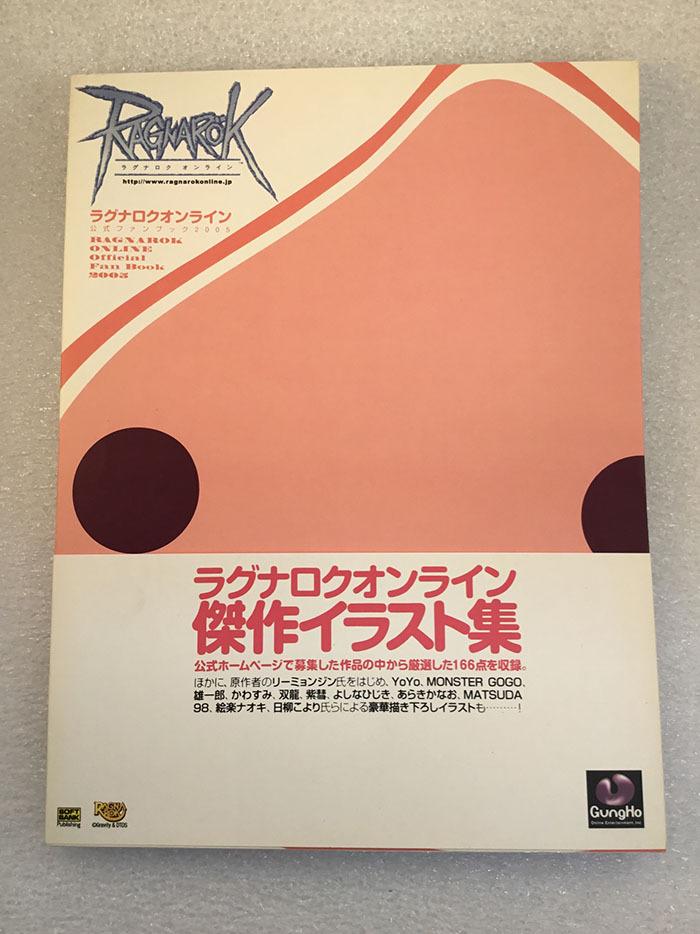 RAGNARÖK
ラグナロク オンライン
http://www.ragnarokonline.jp
ラグナロクオンライン
公式ファンブック2005
RAGNAROK
ONLINE
Official
Fan Book
2005
ラグナロクオンライン
傑作イラスト集
公式ホームページで募集した作品の中から厳選した166点を収録。
ほかに、原作者のリーミョンジン氏をはじめ、YoYo、MONSTER GOGO、
雄一郎、かわすみ、双龍、紫彗、よしなひじき、あらきかなお、MATSUDA
98、絵楽ナオキ、日柳こより氏らによる豪華描き下ろしイラストも………！
SOFT
BANK
Publishing
RAGNA
©Gravity & DTDS
GungHo
Online Entertainment, Inc